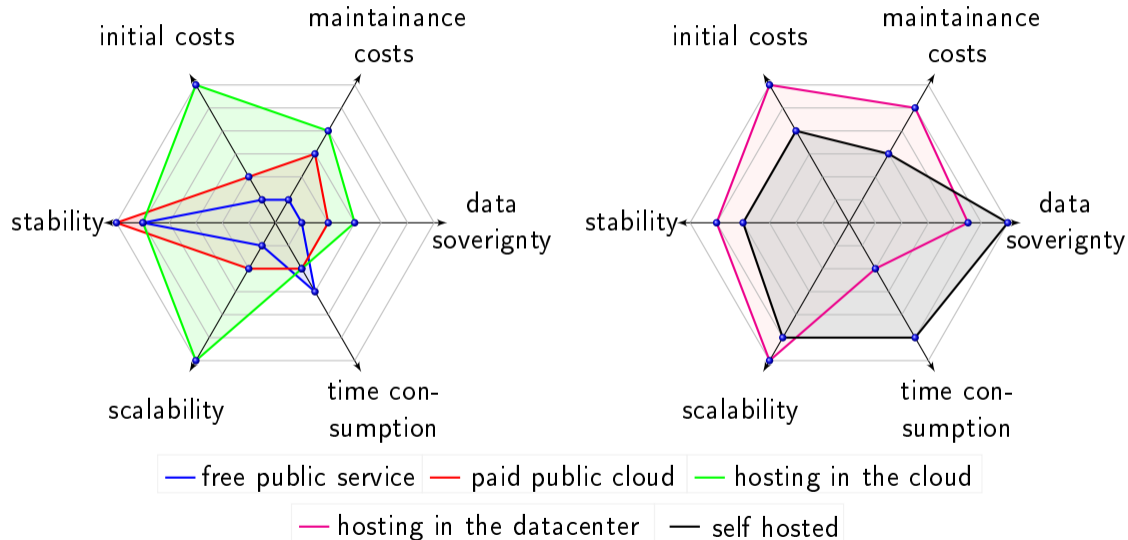 maintainance
costs
initial costs
stability
data
soverignty
scalability
time con-
sumption
maintainance
costs
initial costs
stability
data
soverignty
scalability
time con-
sumption
free public service
paid public cloud
hosting in the cloud
hosting in the datacenter
self hosted